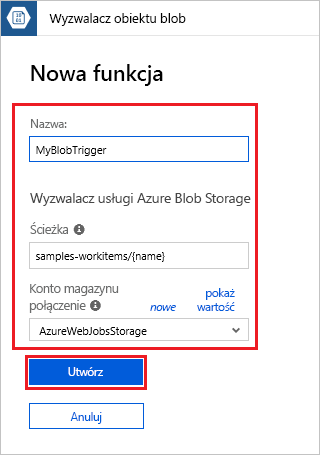 Wyzwalacz obiektu blob
Nowa funkcja
Nazwa:
MyBlobTrigger
Wyzwalacz usługi Azure Blob Storage
Ścieżka
samples-workitems/{name}
Konto magazynu
połączenie
nowe
pokaż
wartość
AzureWebJobsStorage
Utwórz
Anuluj